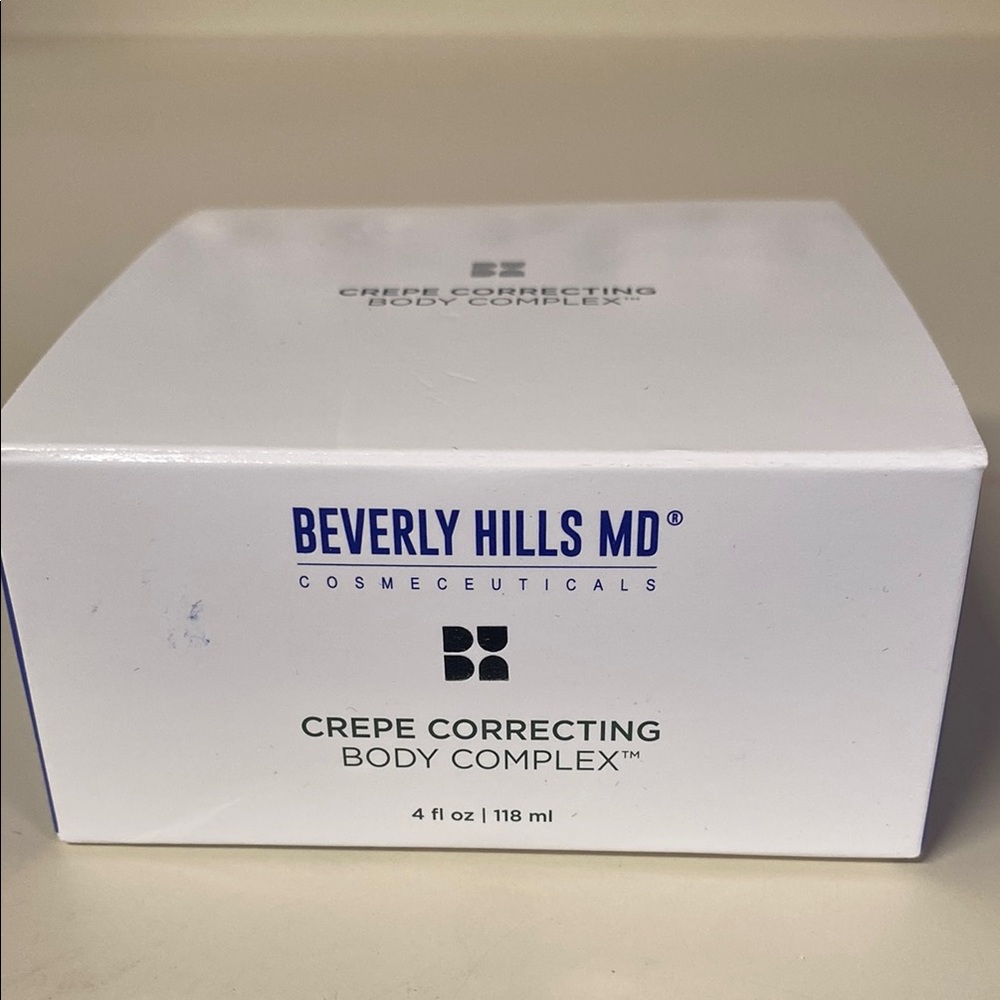 CREPE CORRECTING
BODY COMPLEX™
BEVERLY HILLS MD®
COSMECEUTICALS
CREPE CORRECTING
BODY COMPLEX™
4 fl oz | 118 ml